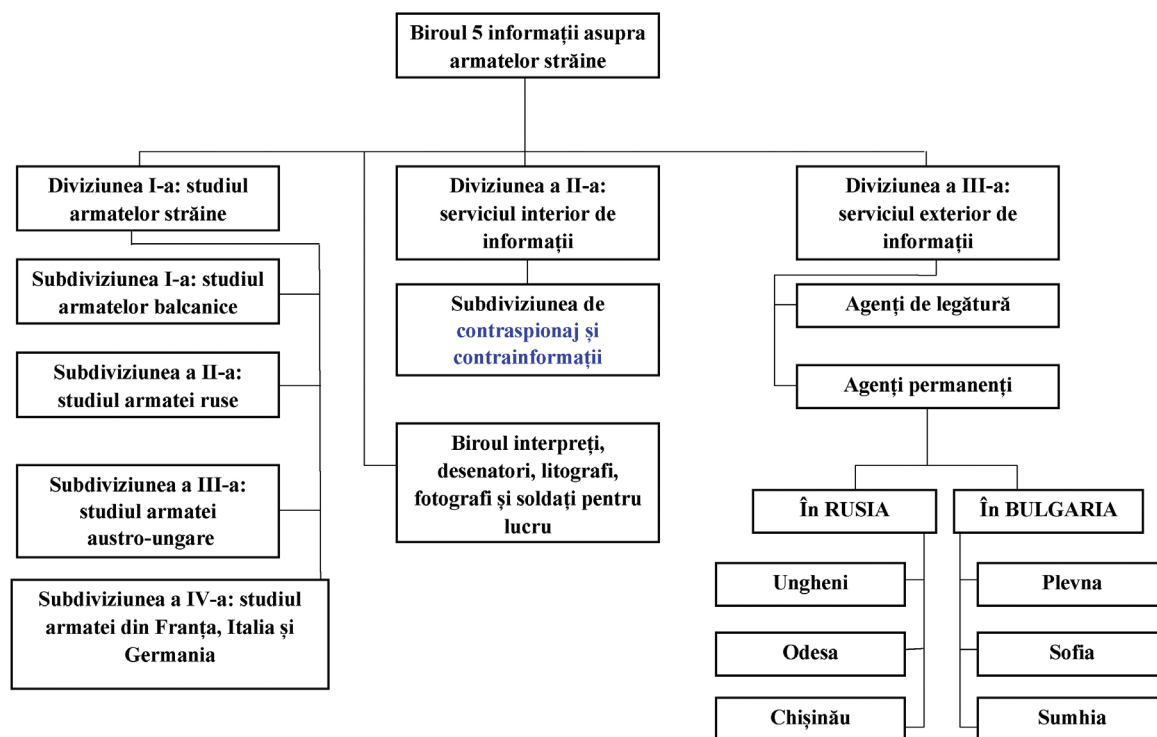 Biroul 5 informații asupra
armatelor străine
Diviziunea I-a: studiul
armatelor străine
Subdiviziunea I-a: studiul
armatelor balcanice
Subdiviziunea a II-a:
studiul armatei ruse
Subdiviziunea a III-a:
studiul armatei
austro-ungare
Subdiviziunea a IV-a: studiul
armatei din Franța, Italia și
Germania
Diviziunea a II-a:
serviciul interior de
informații
Subdiviziunea de
contraspionaj și
contrainformații
Biroul interpreți,
desenatori, litografi,
fotografi și soldați pentru
lucru
Diviziunea a III-a:
serviciul exterior de
informații
Agenți de legătură
Agenți permanenți
În RUSIA
Ungheni
Odesa
Chișinău
În BULGARIA
Plevna
Sofia
Sumhia